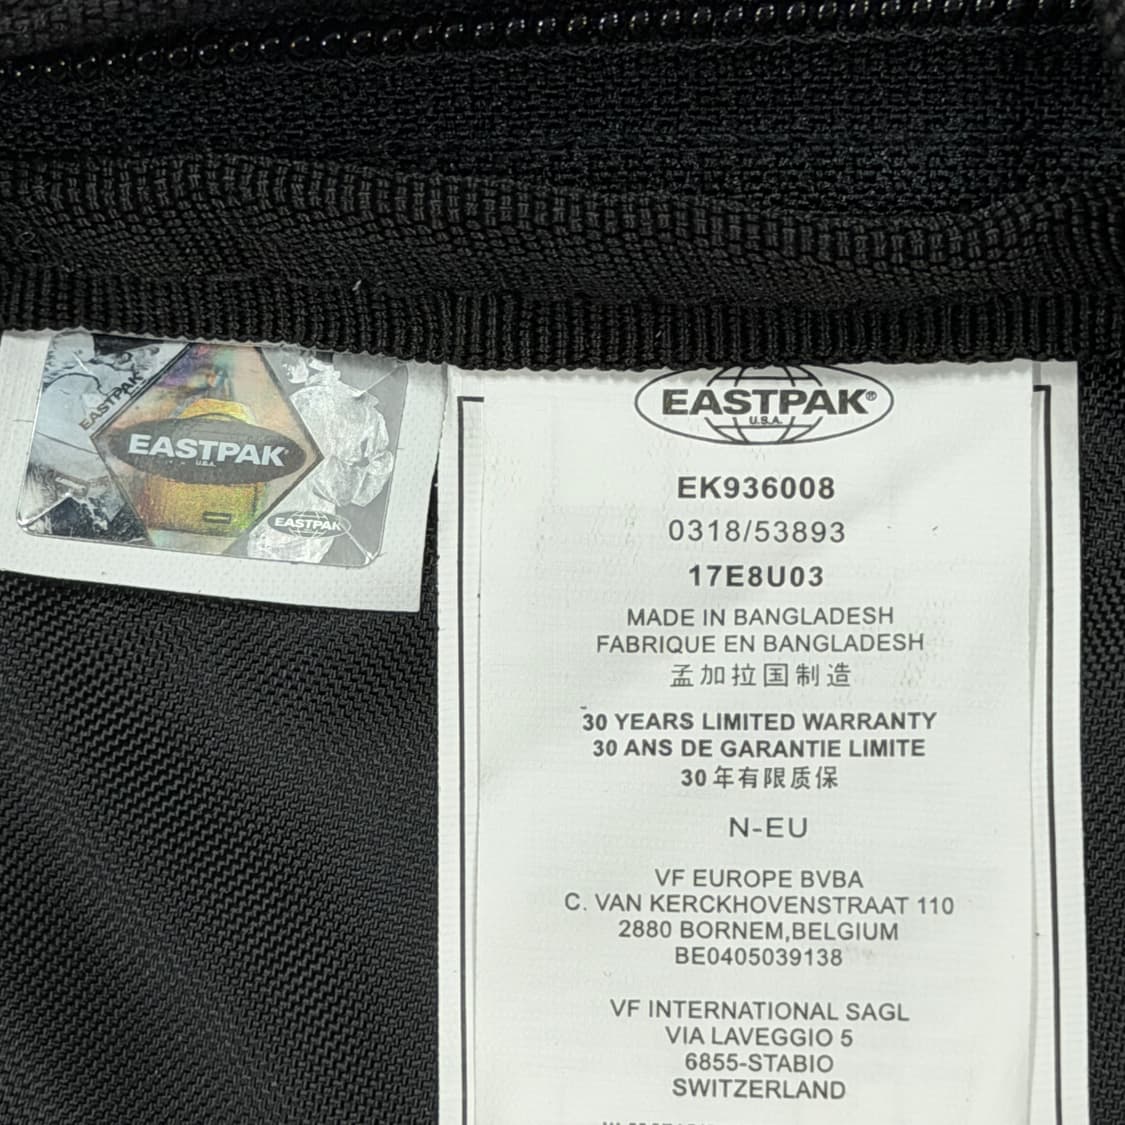 EASTPAK
EASTPAK®
U.S.A.
EASTPAK
EASTPAK®
U.S.A.
EK936008
0318/53893
17E8U03
MADE IN BANGLADESH
FABRIQUE EN BANGLADESH
孟加拉国制造
30 YEARS LIMITED WARRANTY
30 ANS DE GARANTIE LIMITE
30年有限质保
N-EU
VF EUROPE BVBA
C. VAN KERCKHOVENSTRAAT 110
2880 BORNEM,BELGIUM
BE0405039138
VF INTERNATIONAL SAGL
VIA LAVEGGIO 5
6855-STABIO
SWITZERLAND